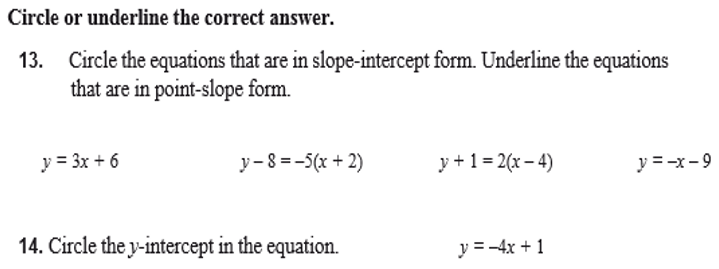 Circle or underline the correct answer.
13. Circle the equations that are in slope-intercept form. Underline the equations
that are in point-slope form.
y = 3x + 6 y – 8 = –5(x + 2) y + 1 = 2(x – 4) y = –x – 9
14. Circle the y-intercept in the equation. y = –4x + 1